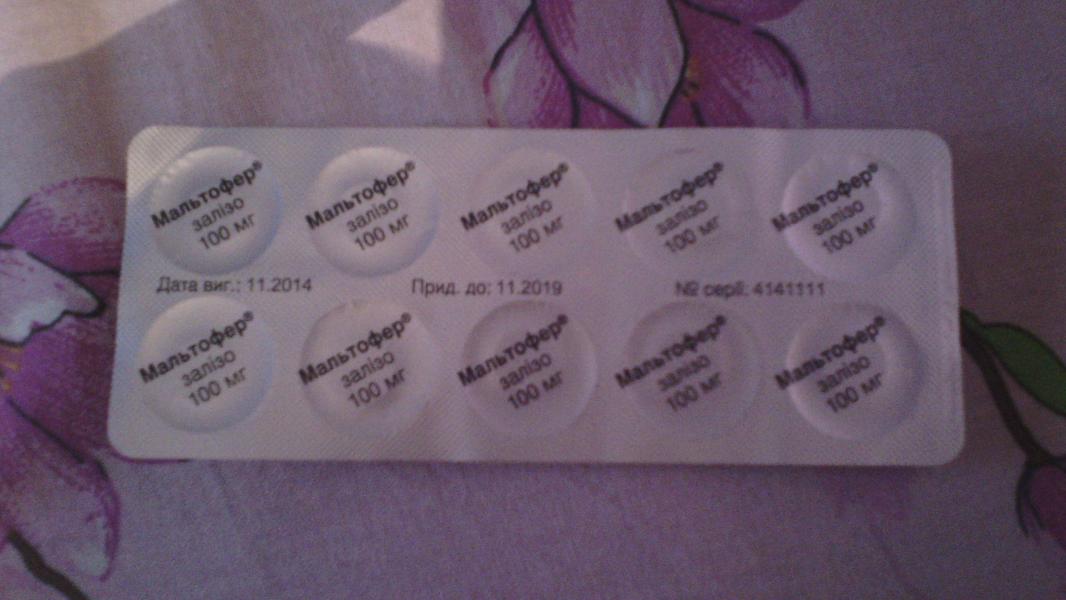 Мальтофер®
залізо
100 мг
Мальтофер®
залізо
100 мг
Мальтофер®
залізо
100 мг
Мальтофер®
залізо
100 мг
Мальтофер®
залізо
100 мг
Дата виг.: 11.2014 Прид. до: 11.2019 № серії: 4141111
Мальтофер®
залізо
100 мг
Мальтофер®
залізо
100 мг
Мальтофер®
залізо
100 мг
Мальтофер®
залізо
100 мг
Мальтофер®
залізо
100 мг